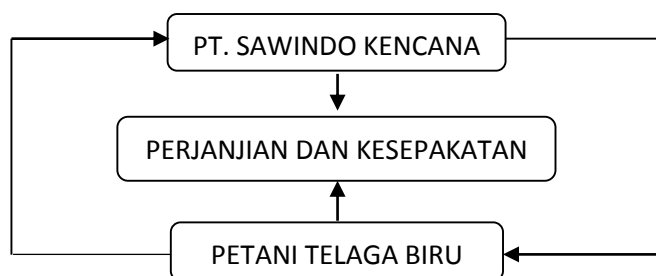 PT. SAWINDO KENCANA
PERJANJIAN DAN KESEPAKATAN
PETANI TELAGA BIRU